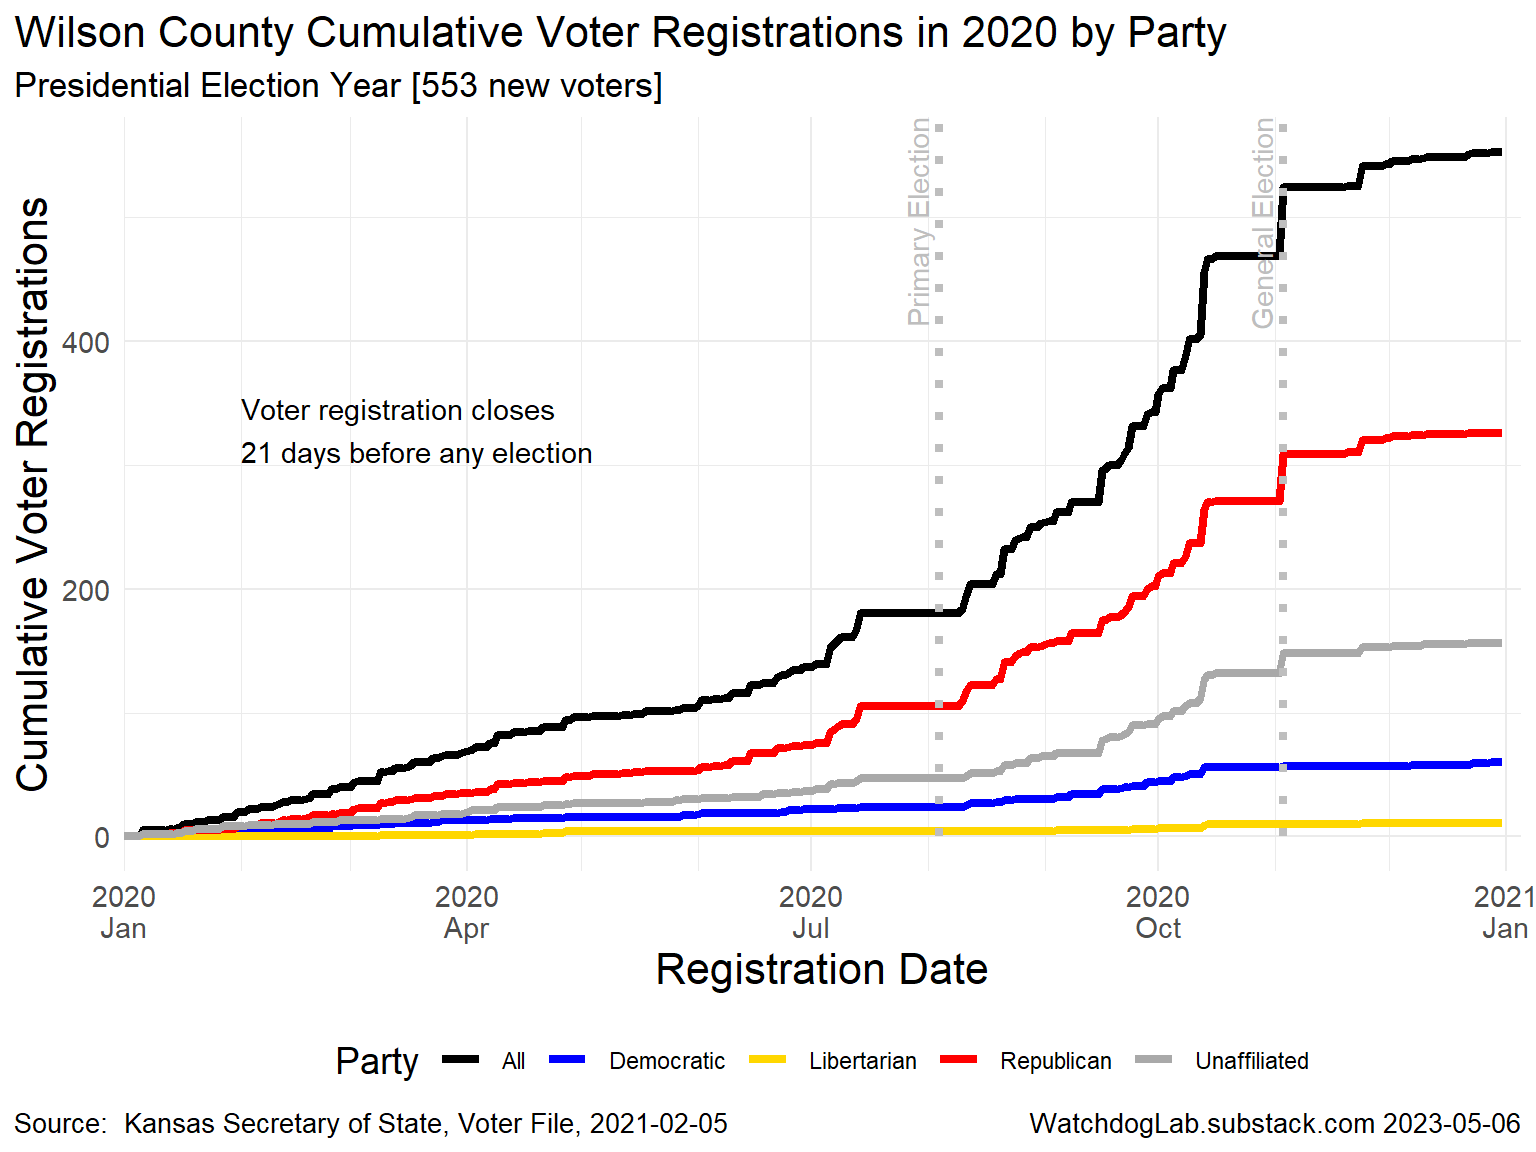 Wilson County Cumulative Voter Registrations in 2020 by Party
Presidential Election Year [553 new voters]
Cumulative Voter Registrations
400
200
0
Primary Election
General Election
Voter registration closes
21 days before any election
2020 2020 2020 2020 2021
Jan Apr Jul Oct Jan
Registration Date
Party All Democratic Libertarian Republican Unaffiliated
Source:  Kansas Secretary of State, Voter File, 2021-02-05
WatchdogLab.substack.com 2023-05-06